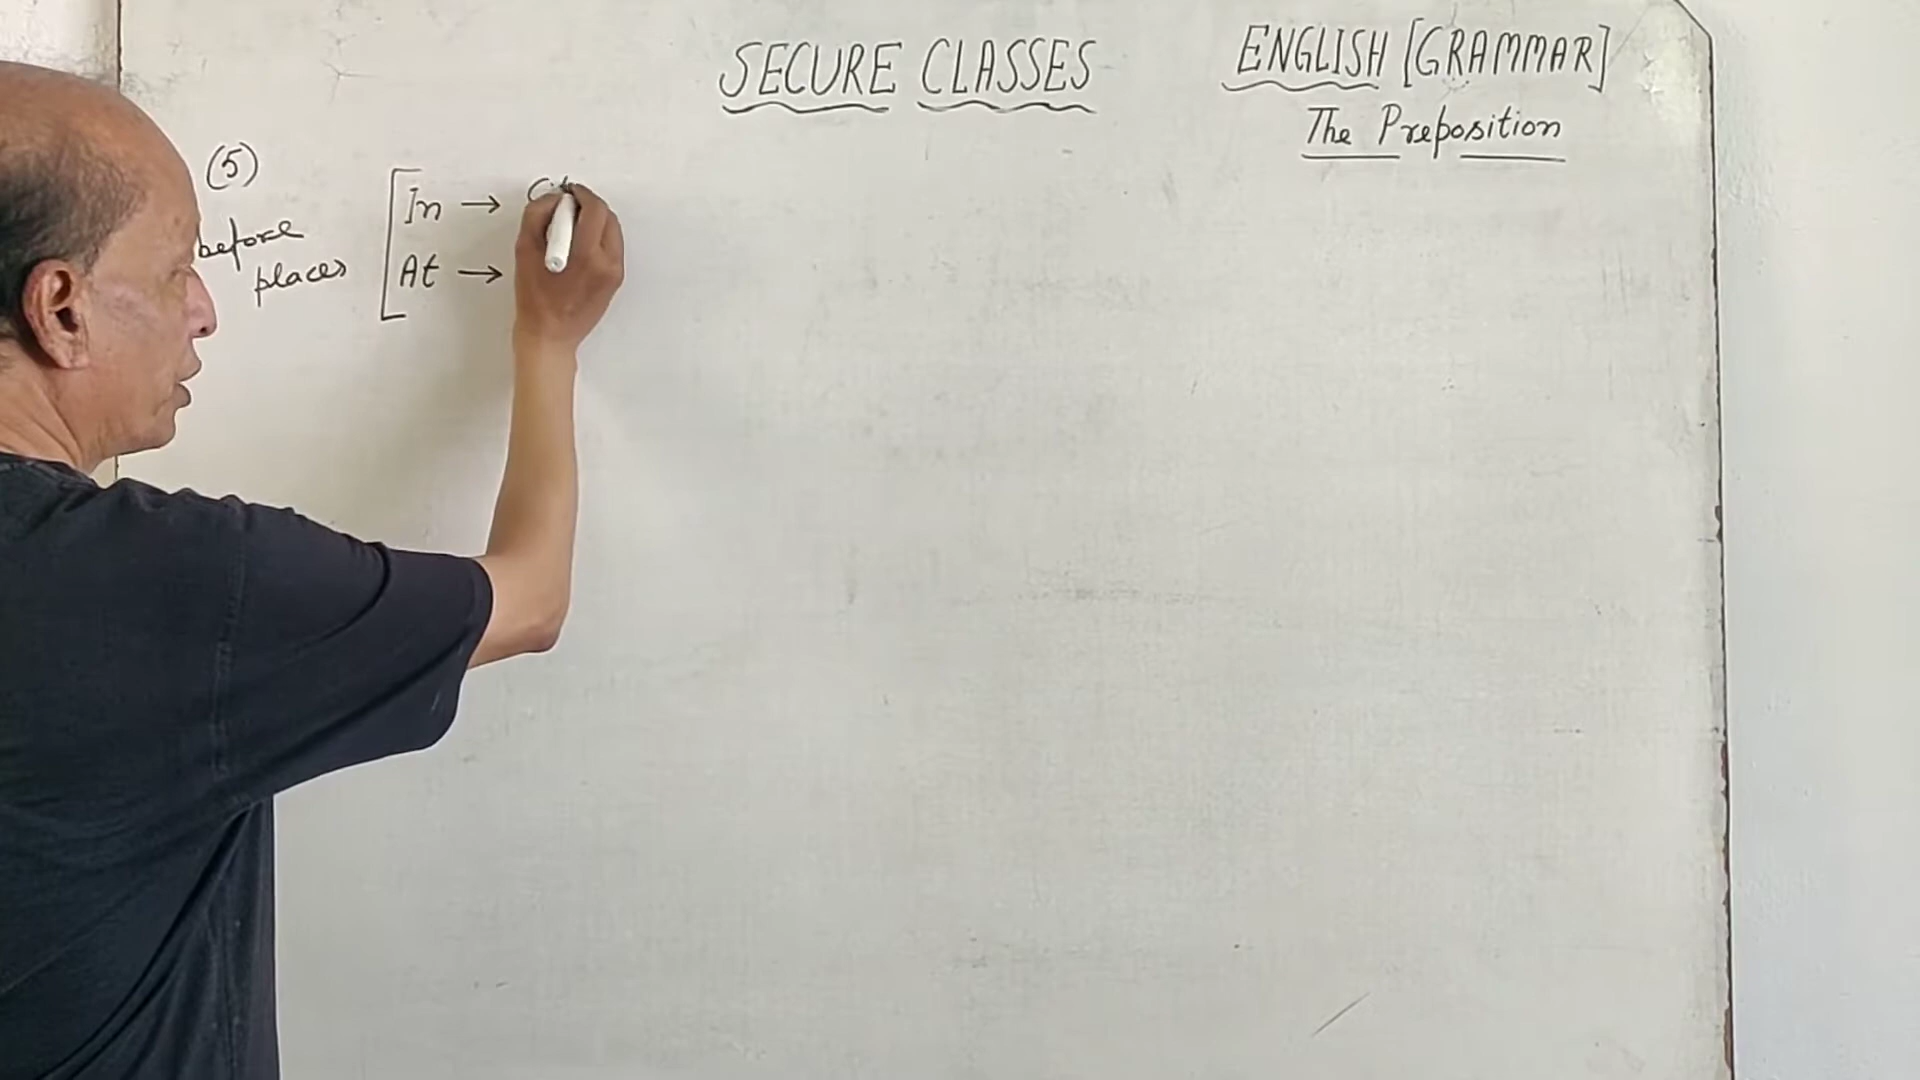 SECURE CLASSES
ENGLISH [GRAMMAR]
The Preposition
(5)
before
places
In →
At →